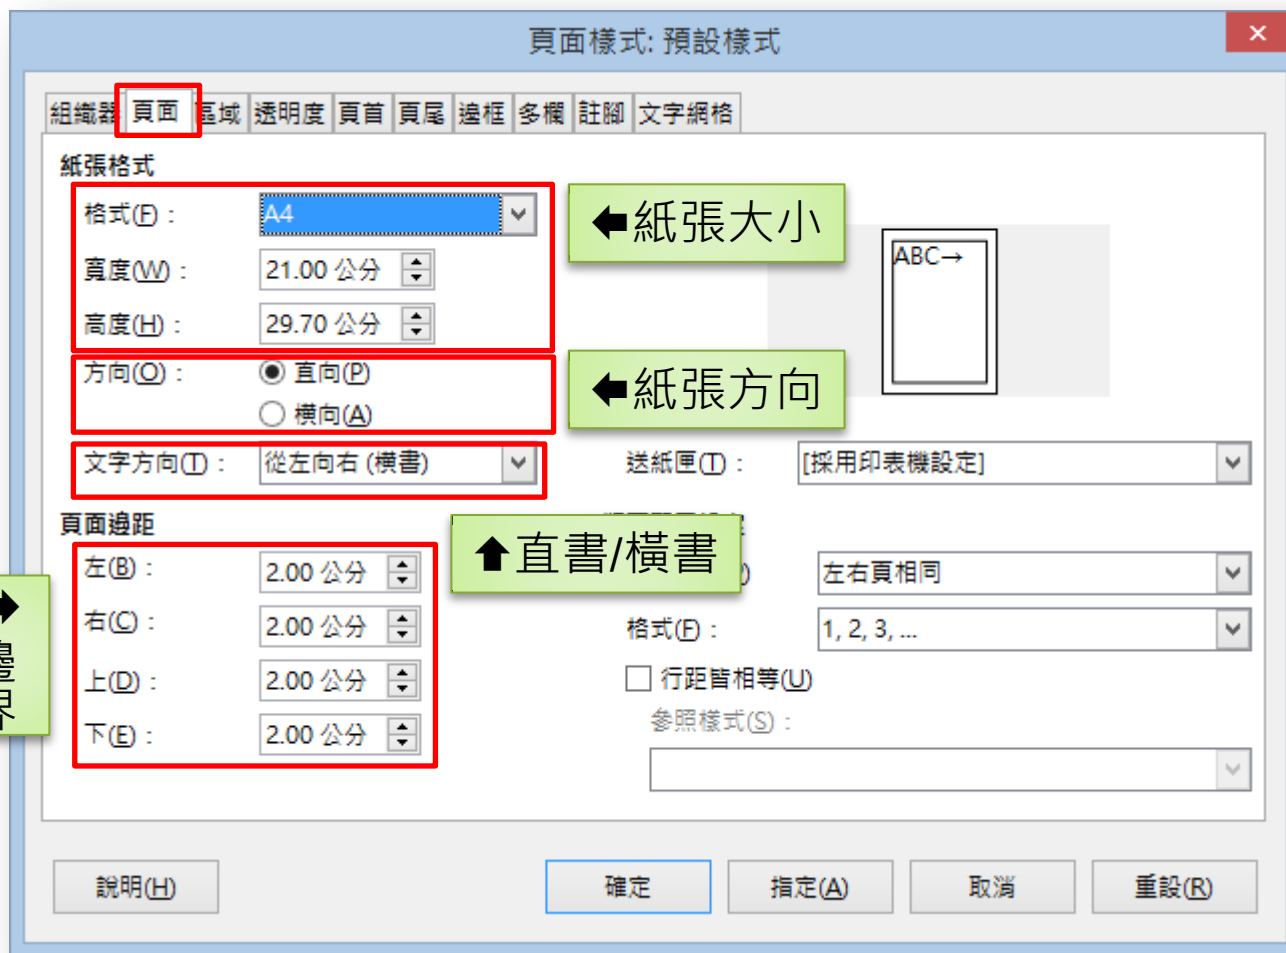 頁面樣式: 預設樣式
組織器 頁面 區域 透明度 頁首 頁尾 邊框 多欄 註腳 文字網格
紙張格式
格式(F)： A4
🡄紙張大小
寬度(W)： 21.00 公分
高度(H)： 29.70 公分
ABC→
方向(O)： 直向(P)
橫向(A)
🡄紙張方向
文字方向(T)： 從左向右 (橫書)
送紙匣(T)： [採用印表機設定]
頁面邊距
🡅直書/橫書
左(B)： 2.00 公分
左右頁相同
右(C)： 2.00 公分
格式(F)： 1, 2, 3, ...
上(D)： 2.00 公分
行距皆相等(U)
下(E)： 2.00 公分
參照樣式(S)：
🡆
邊
界
說明(H) 確定 指定(A) 取消 重設(R)